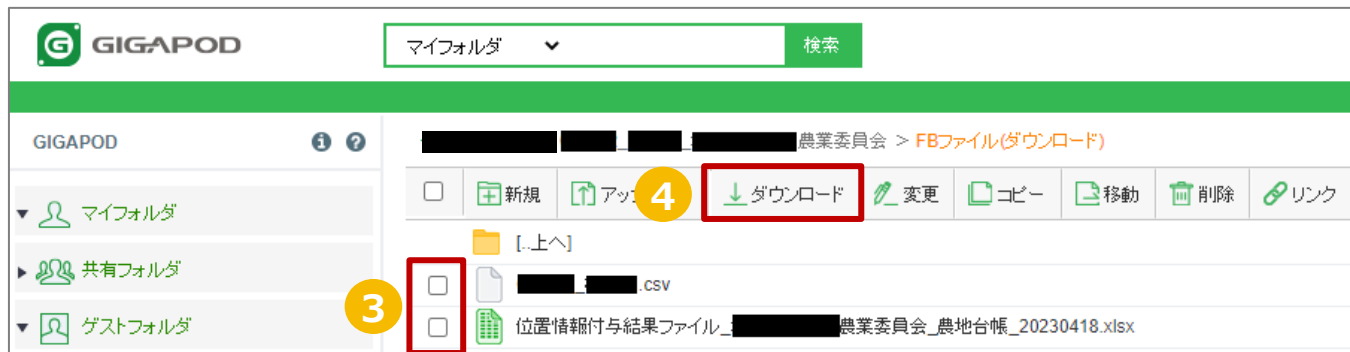 G GIGAPOD
マイフォルダ 検索
GIGAPOD
農業委員会 > FBファイル(ダウンロード)
新規 アッ 4 ダウンロード 変更 コピー 移動 削除 リンク
マイフォルダ
[..上へ]
共有フォルダ
3
_ .csv
ゲストフォルダ
位置情報付与結果ファイル_ 農業委員会_農地台帳_20230418.xlsx